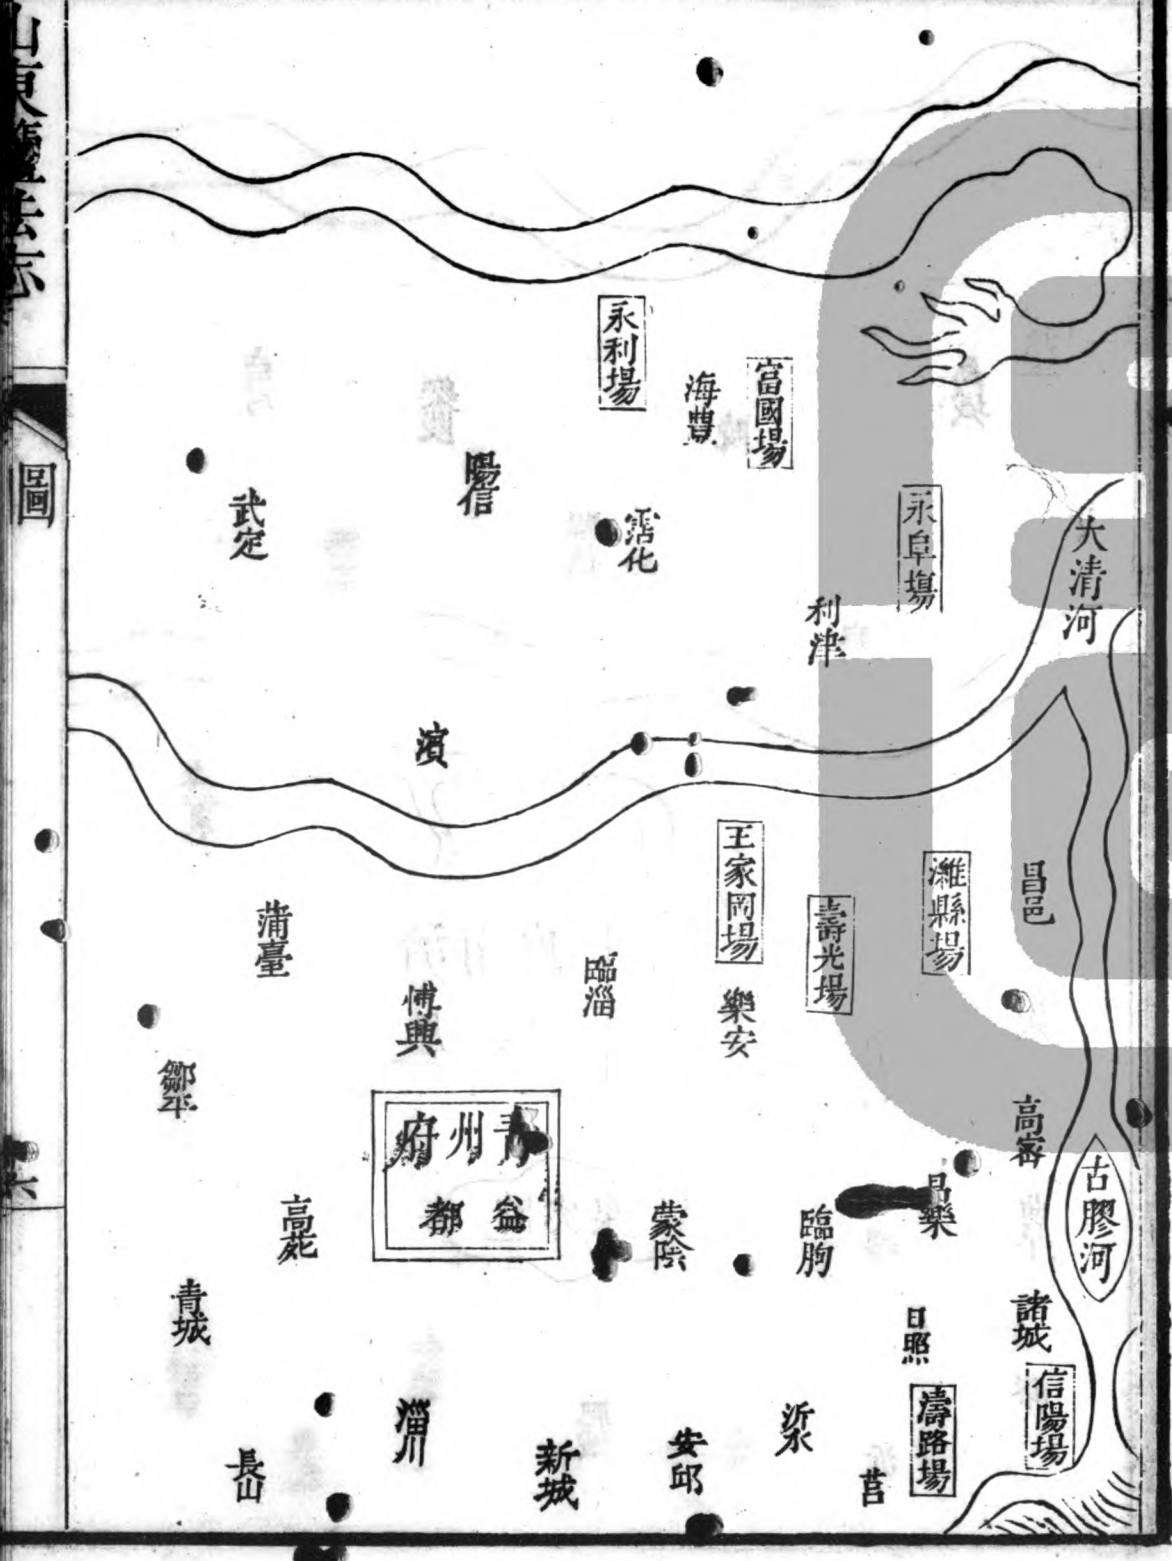 山東鹽法志
圖
六
永利場
海豐
富國場
陽信
武定
霑化
永阜場
大清河
利津
濱
王家岡場
濰縣場
昌邑
壽光場
蒲臺
臨淄
博興
樂安
鄒平
高密
青州府
益都
古膠河
昌樂
高苑
蒙陰
臨朐
青城
諸城
日照
信陽場
濤路場
淄川
沂水
安邱
新城
長山
莒